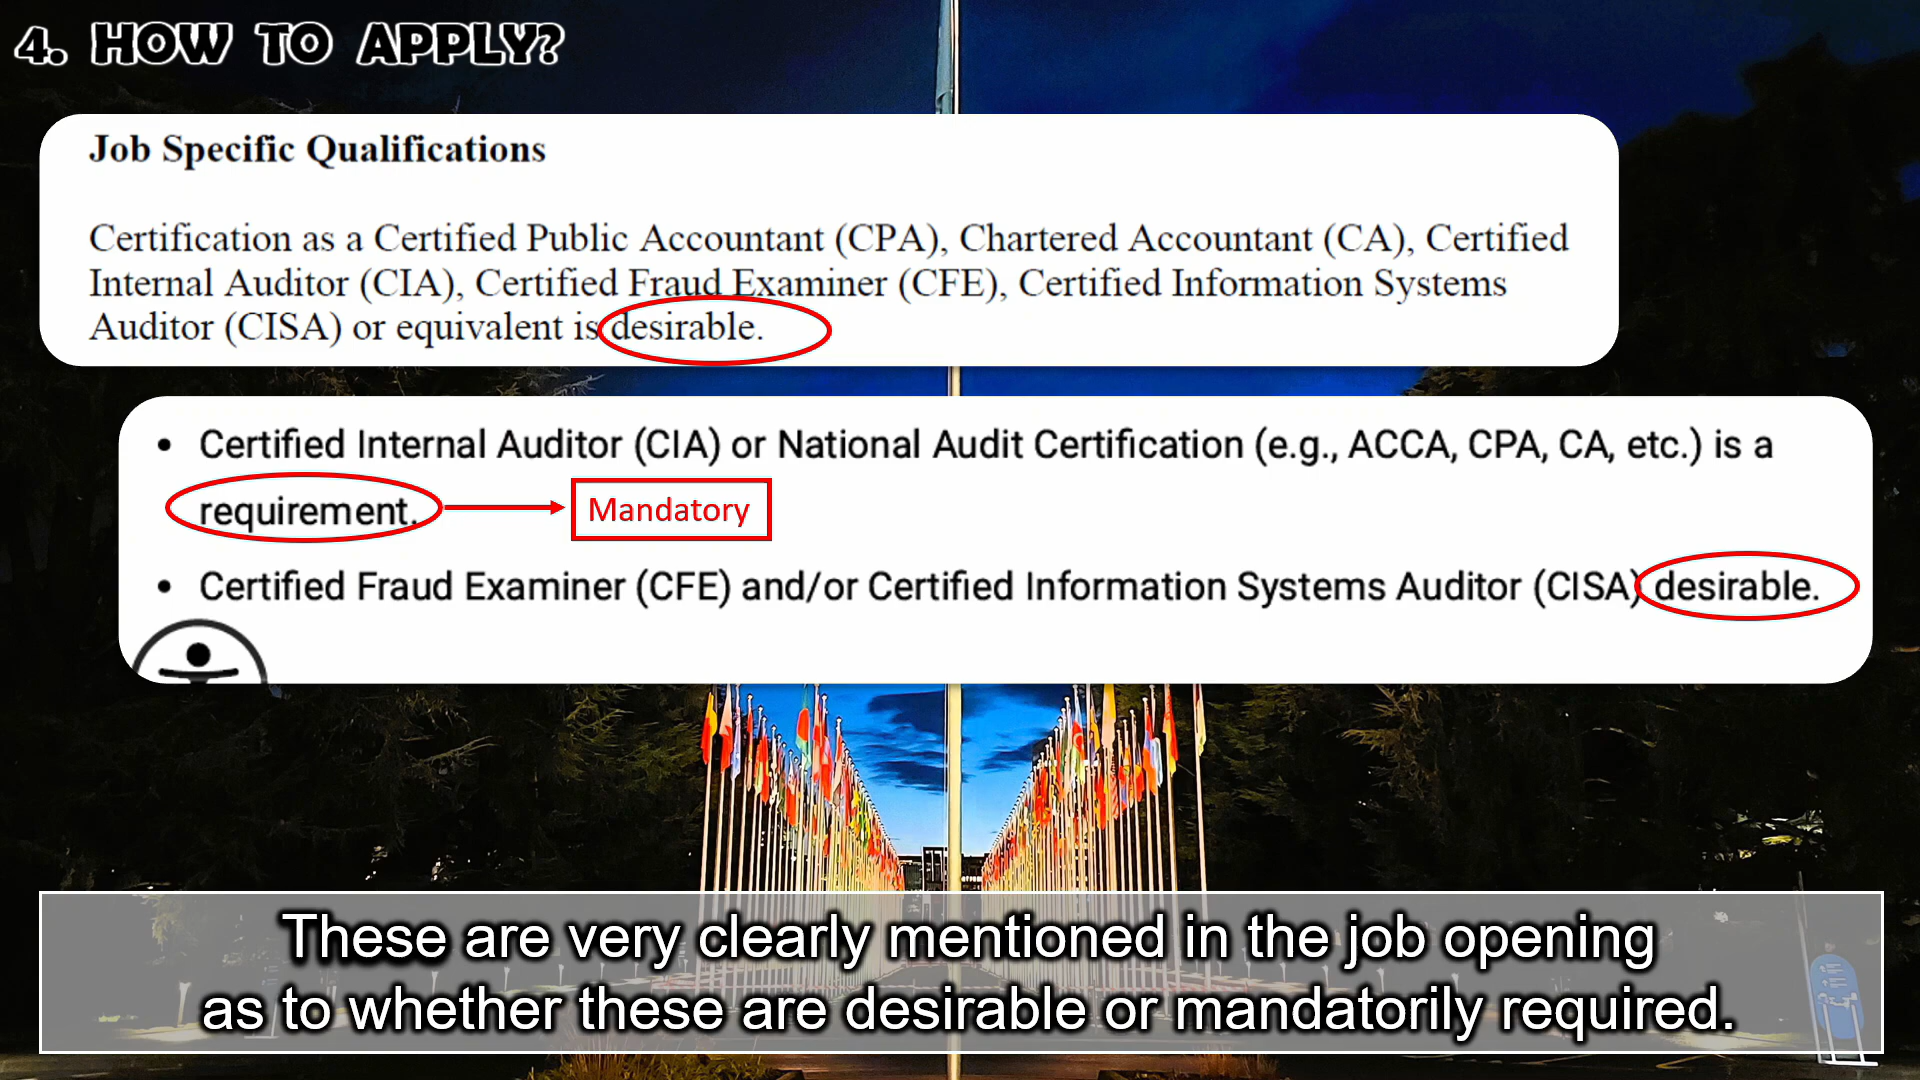 4. HOW TO APPLY?
Job Specific Qualifications
Certification as a Certified Public Accountant (CPA), Chartered Accountant (CA), Certified
Internal Auditor (CIA), Certified Fraud Examiner (CFE), Certified Information Systems
Auditor (CISA) or equivalent is desirable.
• Certified Internal Auditor (CIA) or National Audit Certification (e.g., ACCA, CPA, CA, etc.) is a
requirement. Mandatory
• Certified Fraud Examiner (CFE) and/or Certified Information Systems Auditor (CISA) desirable.
These are very clearly mentioned in the job opening
as to whether these are desirable or mandatorily required.